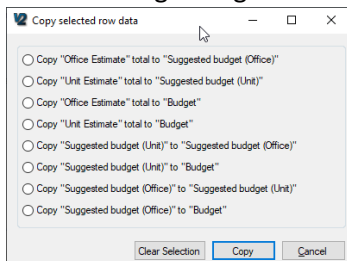 V2 Copy selected row data
Copy "Office Estimate" total to "Suggested budget (Office)"
Copy "Unit Estimate" total to "Suggested budget (Unit)"
Copy "Office Estimate" total to "Budget"
Copy "Unit Estimate" total to "Budget"
Copy "Suggested budget (Unit)" to "Suggested budget (Office)"
Copy "Suggested budget (Unit)" to "Budget"
Copy "Suggested budget (Office)" to "Suggested budget (Unit)"
Copy "Suggested budget (Office)" to "Budget"
Clear Selection Copy Cancel